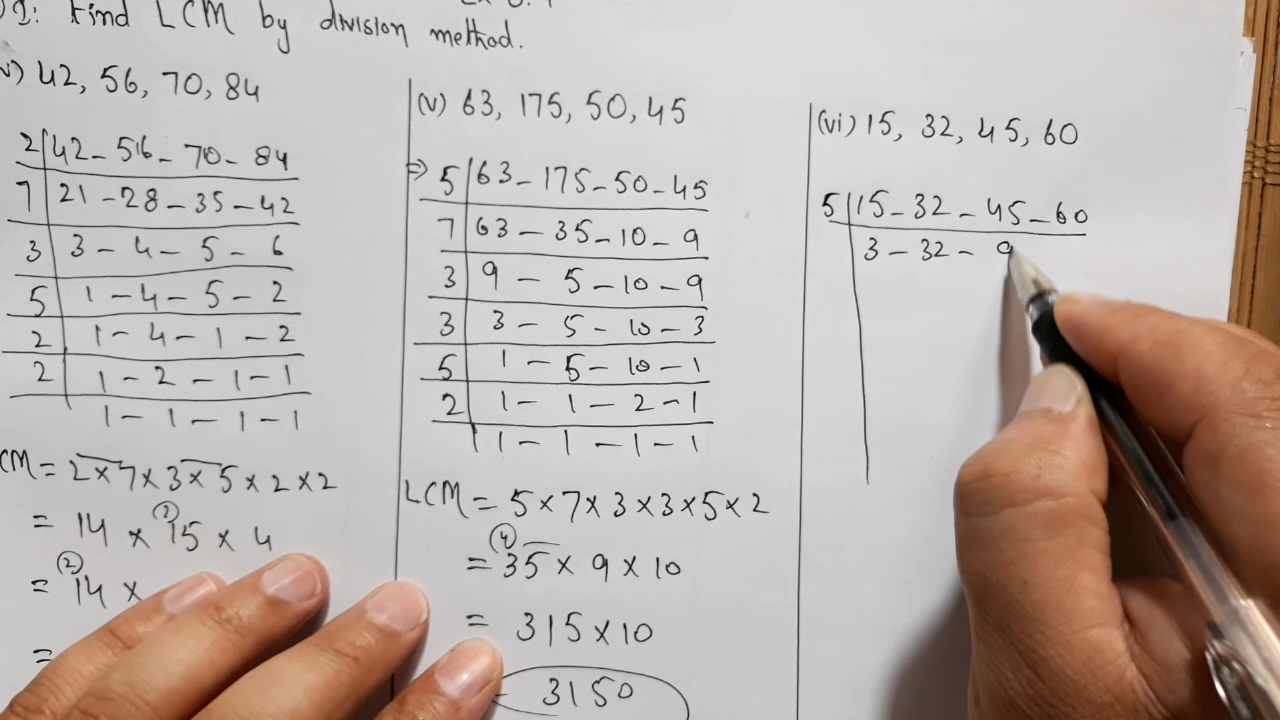 I: Find LCM by division method.
) 42, 56, 70, 84
2 42 - 56 - 70 - 84
7 21 - 28 - 35 - 42
3 3 - 4 - 5 - 6
5 1 - 4 - 5 - 2
2 1 - 4 - 1 - 2
2 1 - 2 - 1 - 1
1 - 1 - 1 - 1
CM = 2 × 7 × 3 × 5 × 2 × 2
= 14 × 15 × 4
= 14 ×
=
(v) 63, 175, 50, 45
⇒ 5 63 - 175 - 50 - 45
7 63 - 35 - 10 - 9
3 9 - 5 - 10 - 9
3 3 - 5 - 10 - 3
5 1 - 5 - 10 - 1
2 1 - 1 - 2 - 1
1 - 1 - 1 - 1
LCM = 5 × 7 × 3 × 3 × 5 × 2
(4)
= 35 × 9 × 10
= 315 × 10
3150
(vi) 15, 32, 45, 60
5 15 - 32 - 45 - 60
3 - 32 - 9